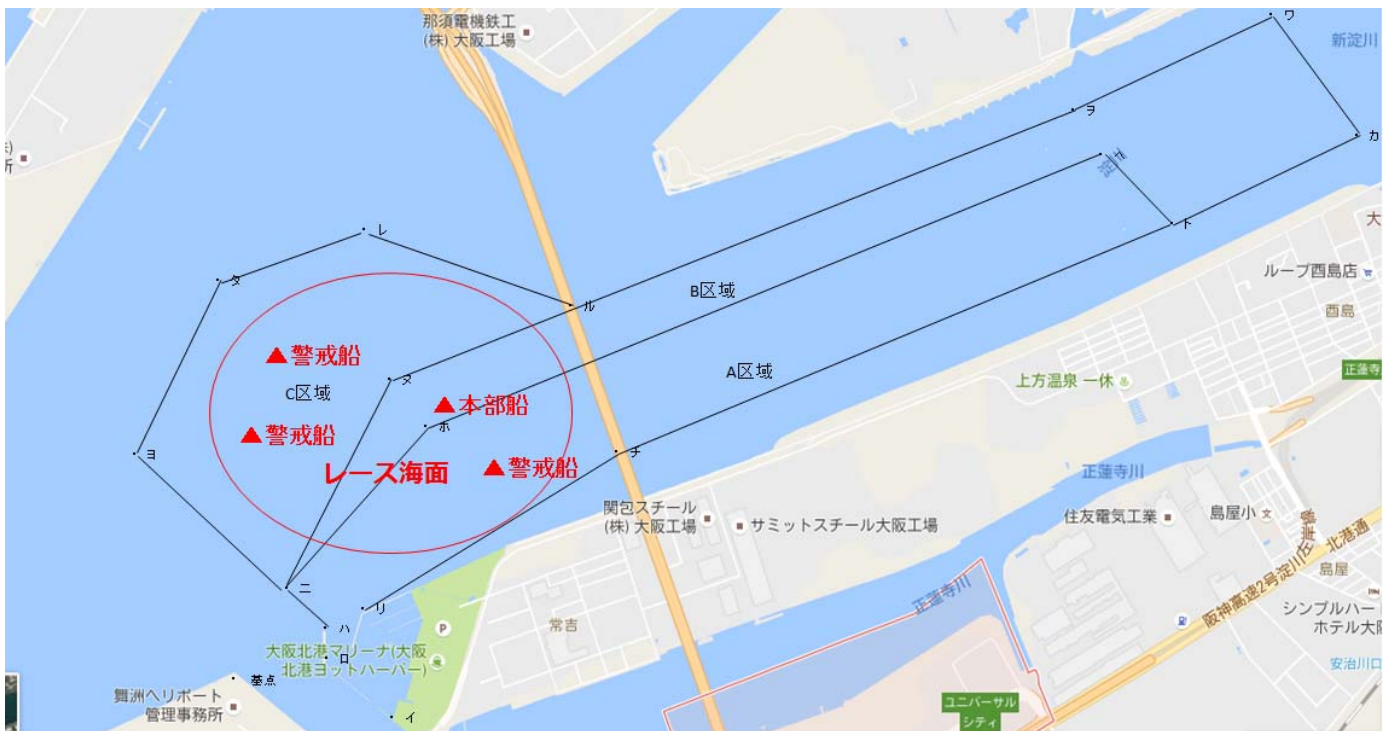 那須電機鉄工
(株) 大阪工場
ワ
新淀川
ヲ
カ
所
淀川
ト
大
レ
タ
ル
B区域
ループ酉島店
酉島
▲警戒船
ヌ
C区域
A区域
上方温泉 一休
正蓮寺
▲本部船
ホ
▲警戒船
ヨ
レース海面
▲警戒船
チ
正蓮寺川
関包スチール
(株) 大阪工場
サミットスチール大阪工場
住友電気工業
島屋小
北港通
島屋
ニ
リ
正蓮寺川
阪神高速2号淀川左岸線
シンプルハート
ホテル大阪
ハ
P
常吉
大阪北港マリーナ(大阪
北港ヨットハーバー)
ロ
安治川口
基点
舞洲ヘリポート
管理事務所
イ
ユニバーサル
シティ